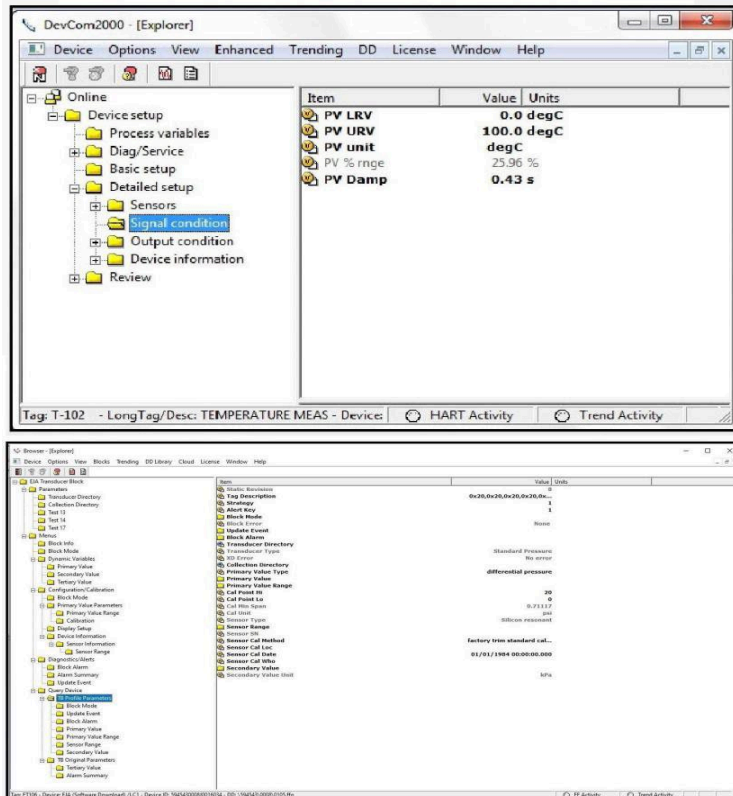 DevCom2000 - [Explorer]
Device Options View Enhanced Trending DD License Window Help
Online
Device setup
Process variables
Diag/Service
Basic setup
Detailed setup
Sensors
Signal condition
Output condition
Device information
Review
Item Value Units
PV LRV 0.0 degC
PV URV 100.0 degC
PV unit degC
PV % rnge 25.96 %
PV Damp 0.43 s
Tag: T-102 - LongTag/Desc: TEMPERATURE MEAS - Device: HART Activity Trend Activity
Browser - [Explorer]
Device Options View Blocks Trending DD Library Cloud License Window Help
EJA Transducer Block
Parameters
Transducer Directory
Collection Directory
Test 13
Test 14
Test 17
Menus
Block Info
Block Mode
Dynamic Variables
Primary Value
Secondary Value
Tertiary Value
Configuration/Calibration
Block Mode
Primary Value Parameters
Primary Value Range
Calibration
Display Setup
Device Information
Sensor Information
Sensor Range
Diagnostics/Alerts
Block Alarm
Alarm Summary
Update Event
Query Device
TB Profile Parameters
Block Mode
Update Event
Block Alarm
Primary Value
Primary Value Range
Sensor Range
Secondary Value
TB Original Parameters
Tertiary Value
Alarm Summary
Item Value Units
Static Revision 0
Tag Description 0x20,0x20,0x20,0x20,0x...
Strategy 1
Alert Key 1
Block Mode
Block Error None
Update Event
Block Alarm
Transducer Directory
Transducer Type Standard Pressure
XD Error No error
Collection Directory
Primary Value Type differential pressure
Primary Value
Primary Value Range
Cal Point Hi 20
Cal Point Lo 0
Cal Min Span 0.71117
Cal Unit psi
Sensor Type Silicon resonant
Sensor Range
Sensor SN
Sensor Cal Method factory trim standard cal...
Sensor Cal Loc
Sensor Cal Date 01/01/1984 00:00:00.000
Sensor Cal Who
Secondary Value
Secondary Value Unit kPa
FF Activity Trend Activity